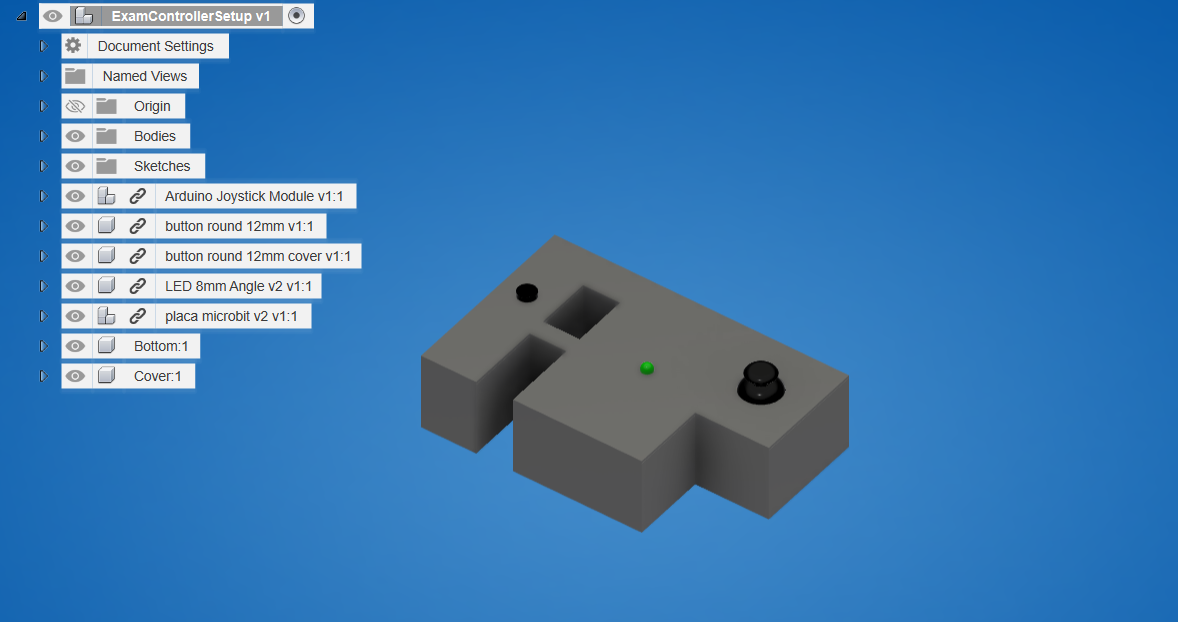 ExamControllerSetup v1
Document Settings
Named Views
Origin
Bodies
Sketches
Arduino Joystick Module v1:1
button round 12mm v1:1
button round 12mm cover v1:1
LED 8mm Angle v2 v1:1
placa microbit v2 v1:1
Bottom:1
Cover:1